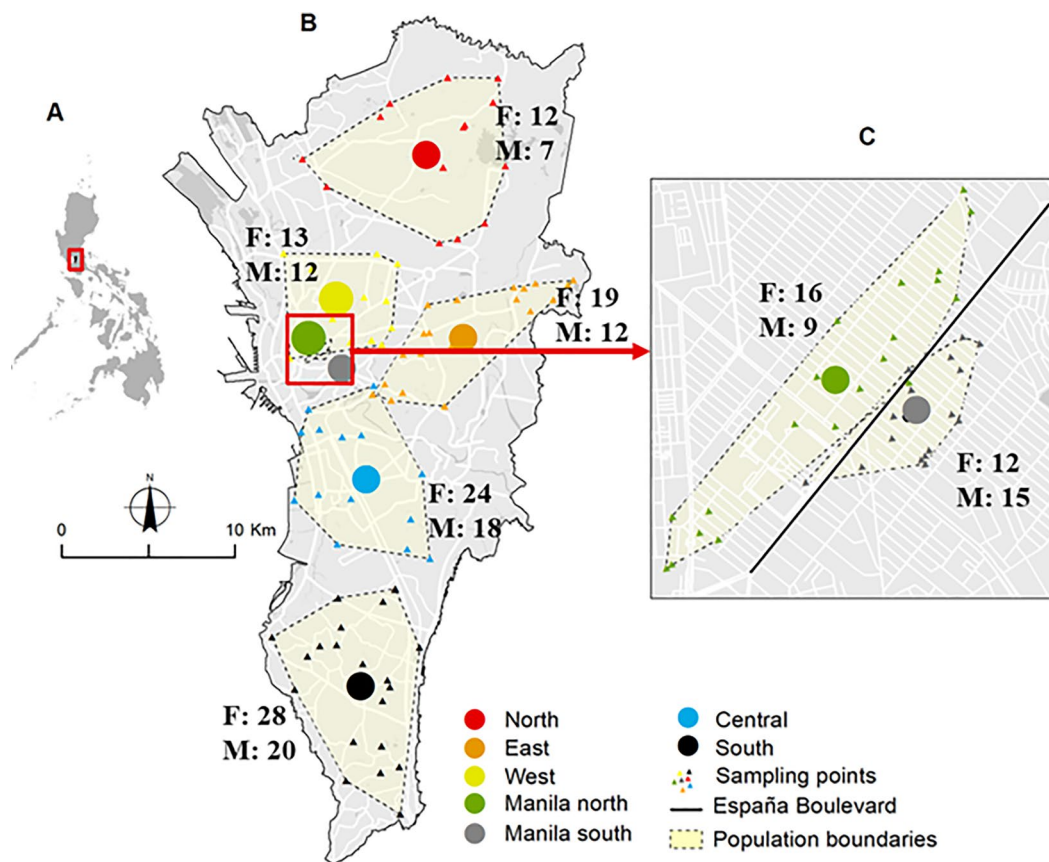 A
B
C
F: 12
M: 7
F: 13
M: 12
F: 19
M: 12
F: 16
M: 9
F: 12
M: 15
F: 24
M: 18
F: 28
M: 20
N
0 10 Km
North
East
West
Manila north
Manila south
Central
South
Sampling points
España Boulevard
Population boundaries